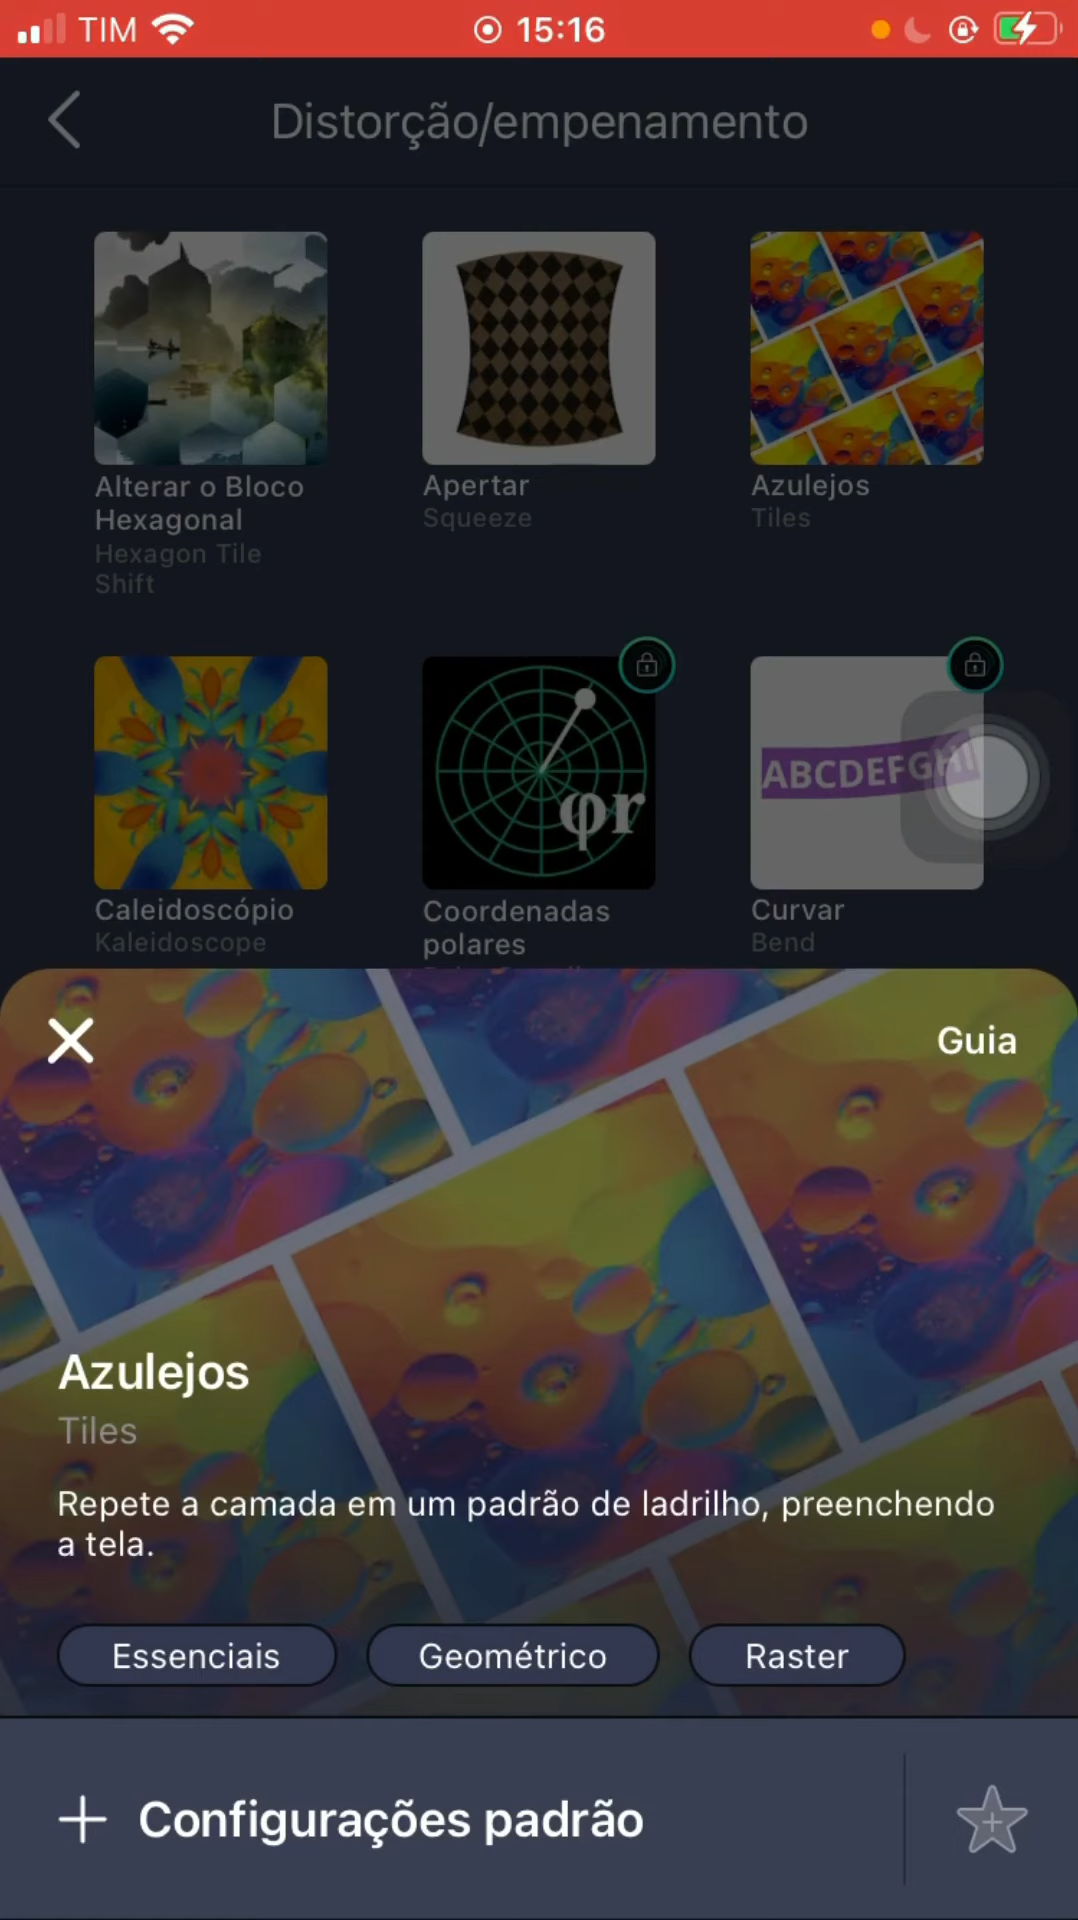 TIM 15:16
Distorção/empenamento
Alterar o Bloco
Hexagonal
Hexagon Tile
Shift
Apertar
Squeeze
Azulejos
Tiles
φr
ABCDEFGHI
Caleidoscópio
Kaleidoscope
Coordenadas
polares
Curvar
Bend
Guia
Azulejos
Tiles
Repete a camada em um padrão de ladrilho, preenchendo
a tela.
Essenciais Geométrico Raster
Configurações padrão